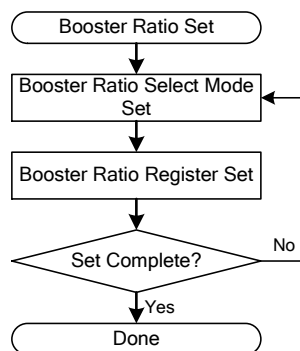 Booster Ratio Set
Booster Ratio Select Mode
Set
Booster Ratio Register Set
Set Complete?
No
Yes
Done